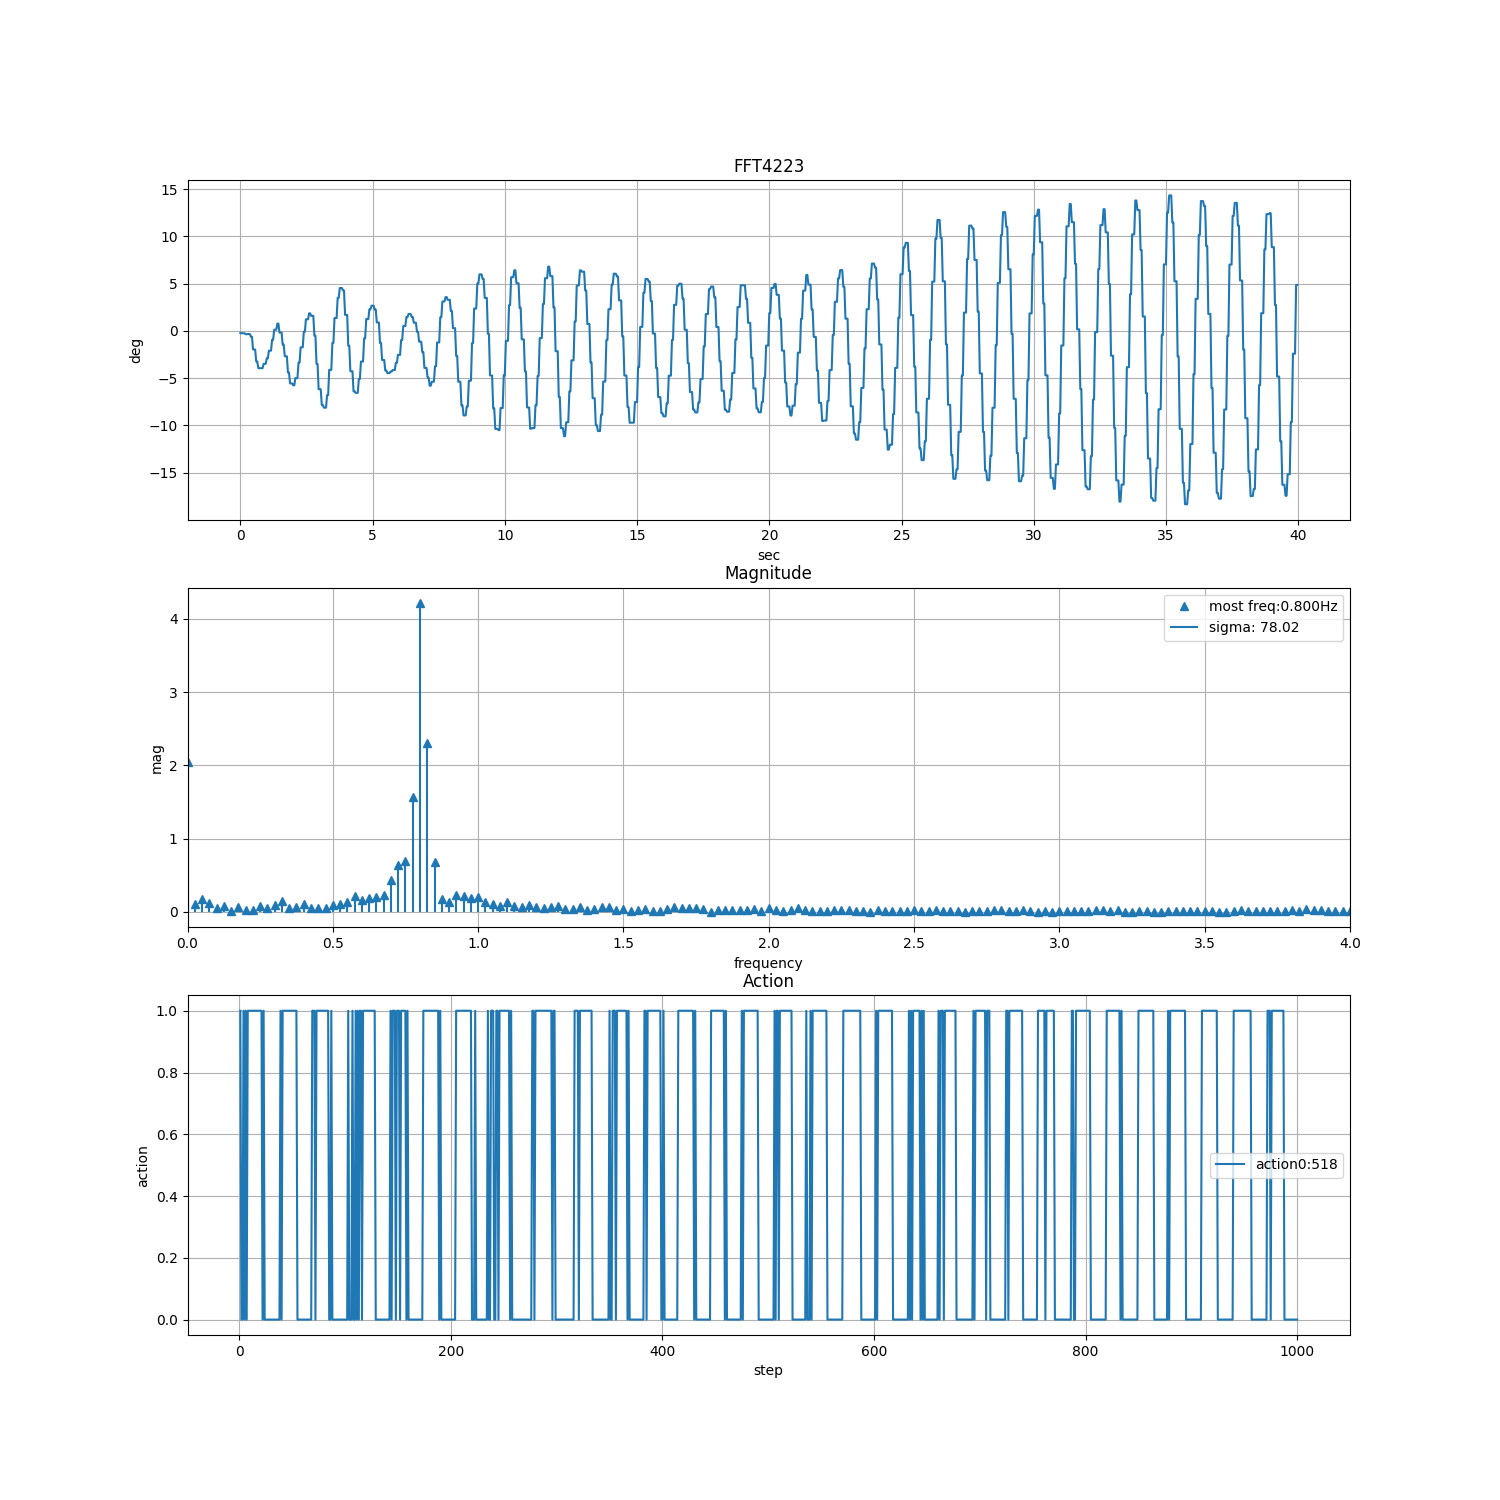 FFT4223
15
10
5
0
−5
−10
−15
deg
0 5 10 15 20 25 30 35 40
sec
Magnitude
4
3
2
1
0
mag
most freq:0.800Hz
sigma: 78.02
0.0 0.5 1.0 1.5 2.0 2.5 3.0 3.5 4.0
frequency
Action
1.0
0.8
0.6
0.4
0.2
0.0
action
action0:518
0 200 400 600 800 1000
step